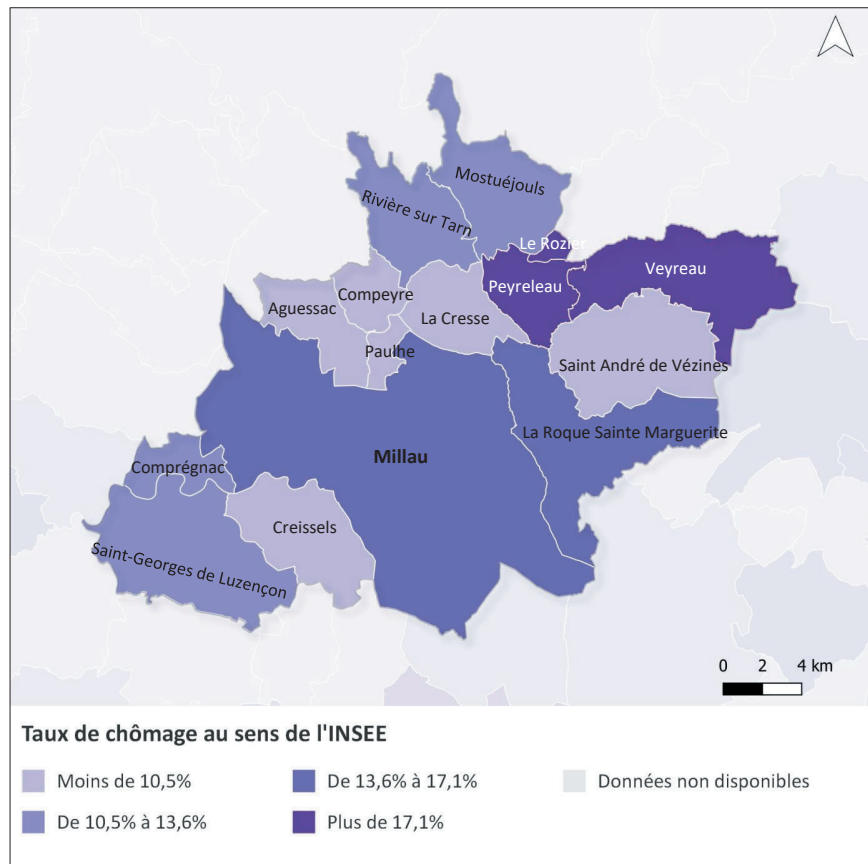 Mostuéjouls
Rivière sur Tarn
Le Rozier
Veyreau
Peyreleau
Compeyre
Aguessac
La Cresse
Paulhe
Saint André de Vézines
La Roque Sainte Marguerite
Millau
Comprégnac
Creissels
Saint-Georges de Luzençon
0 2 4 km
Taux de chômage au sens de l'INSEE
Moins de 10,5%
De 13,6% à 17,1%
Données non disponibles
De 10,5% à 13,6%
Plus de 17,1%